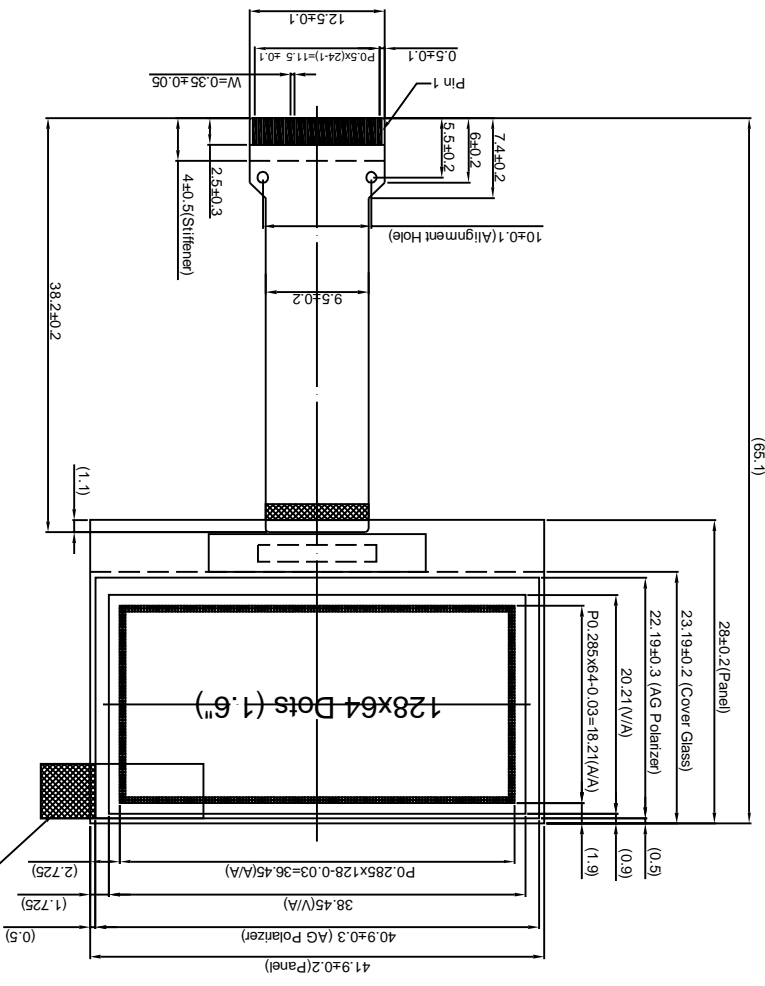 41.9±0.2(Panel)
40.9±0.3 (AG Polarizer)
(0.5)
38.45(V/A)
(1.725)
P0.285x128-0.03=36.45(A/A)
(2.725)
(0.5)
(0.9)
(1.9)
128x64 Dots (1.6")
28±0.2(Panel)
23.19±0.2 (Cover Glass)
22.19±0.3 (AG Polarizer)
20.21(V/A)
P0.285x64-0.03=18.21(A/A)
(65.1)
(1.1)
38.2±0.2
9.5±0.2
10±0.1(Alignment Hole)
7.4±0.2
6±0.2
5.5±0.2
2.5±0.3
4±0.5(Stiffener)
Pin 1
W=0.35±0.05
0.5±0.1
P0.5x(24-1)=11.5 ±0.1
12.5±0.1